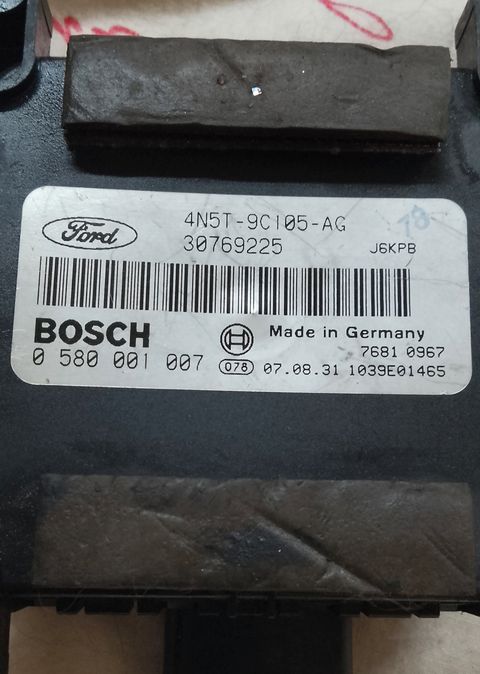 Ford
4N5T-9C105-AG
30769225
J6KPB
BOSCH
Made in Germany
0 580 001 007
7681 0967
078
07.08.31 1039E01465